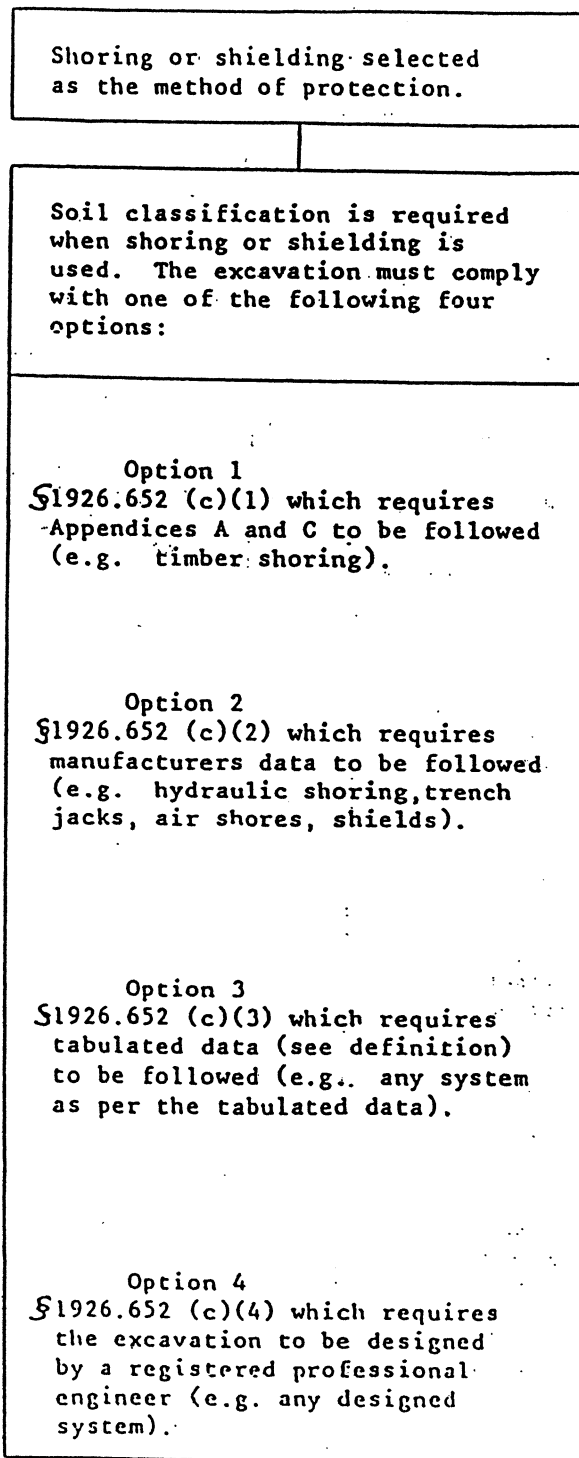 Shoring or shielding selected
as the method of protection.
Soil classification is required
when shoring or shielding is
used. The excavation must comply
with one of the following four
options:
Option 1
§1926.652 (c)(1) which requires
Appendices A and C to be followed
(e.g. timber shoring).
Option 2
§1926.652 (c)(2) which requires
manufacturers data to be followed
(e.g. hydraulic shoring, trench
jacks, air shores, shields).
Option 3
§1926.652 (c)(3) which requires
tabulated data (see definition)
to be followed (e.g. any system
as per the tabulated data).
Option 4
§1926.652 (c)(4) which requires
the excavation to be designed
by a registered professional
engineer (e.g. any designed
system).